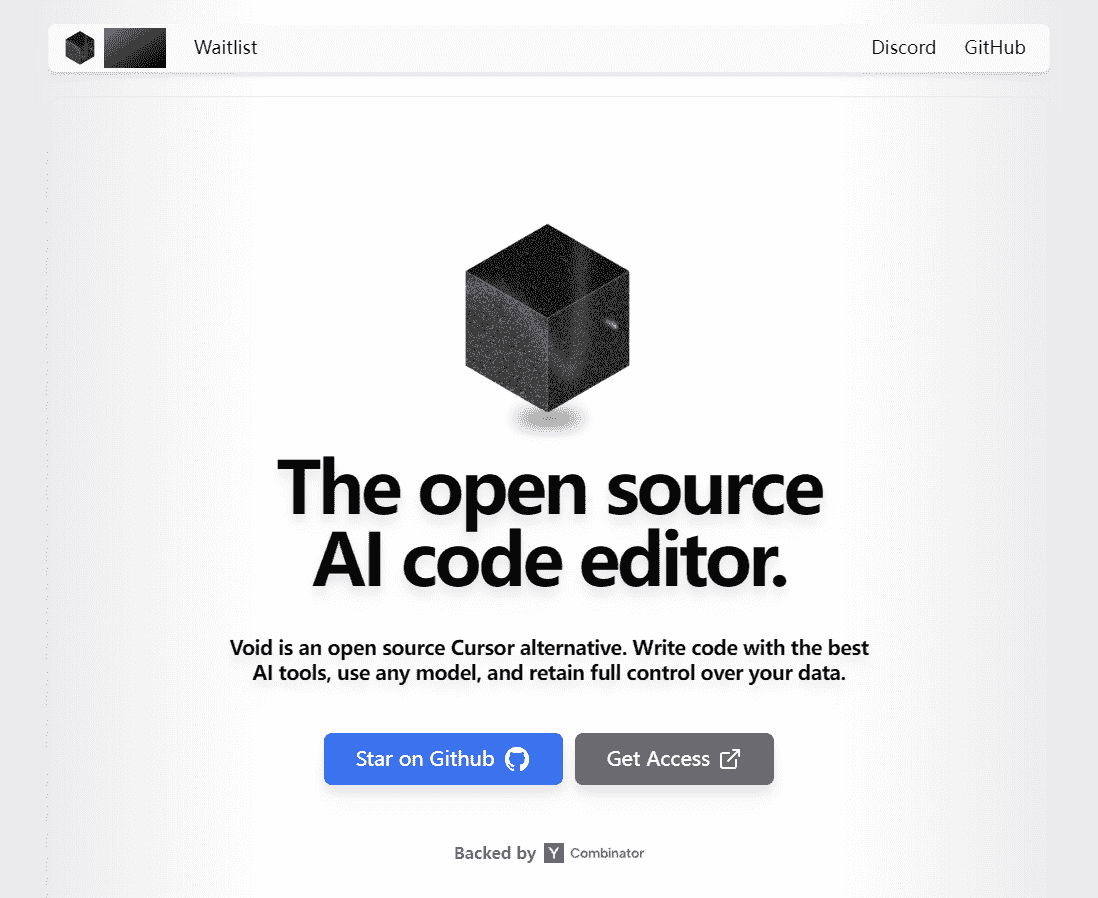 Waitlist
Discord
GitHub
The open source
AI code editor.
Void is an open source Cursor alternative. Write code with the best
AI tools, use any model, and retain full control over your data.
Star on Github
Get Access
Backed by Y Combinator